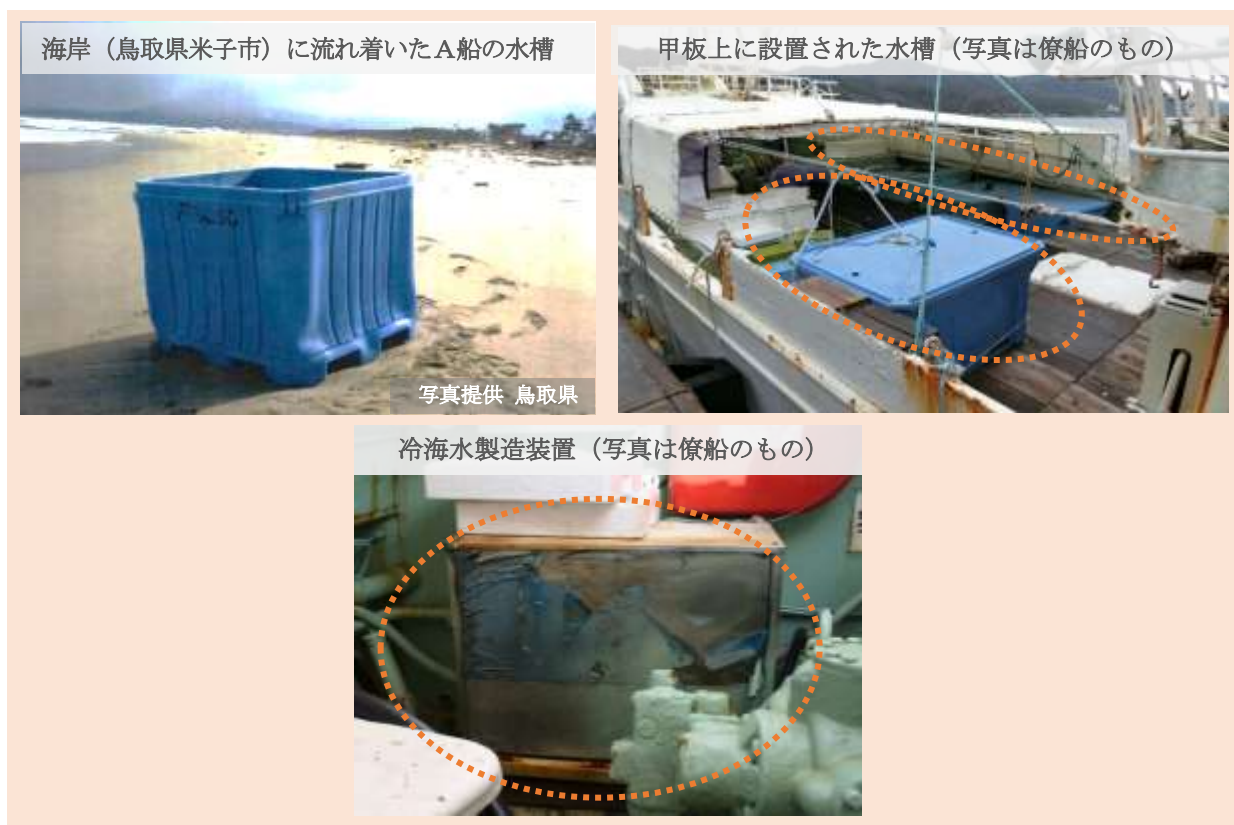 海岸（鳥取県米子市）に流れ着いたＡ船の水槽
甲板上に設置された水槽（写真は僚船のもの）
写真提供 鳥取県
冷海水製造装置（写真は僚船のもの）